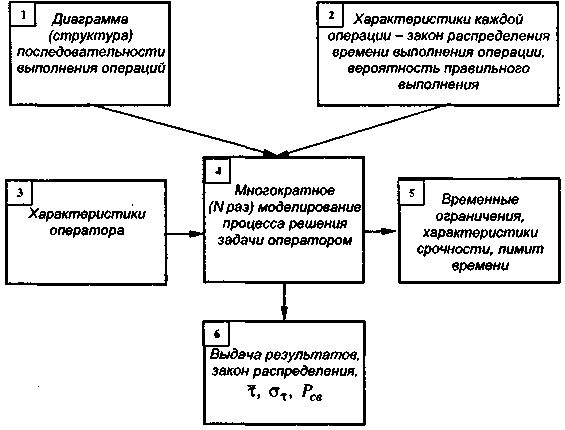 1
Диаграмма
(структура)
последовательности
выполнения операций
2
Характеристики каждой
операции – закон распределения
времени выполнения операции,
вероятность правильного
выполнения
3
Характеристики
оператора
4
Многократное
(N раз) моделирование
процесса решения
задачи оператором
5
Временные
ограничения,
характеристики
срочности, лимит
времени
6
Выдача результатов,
закон распределения,
τ̄, σ_τ, P_св